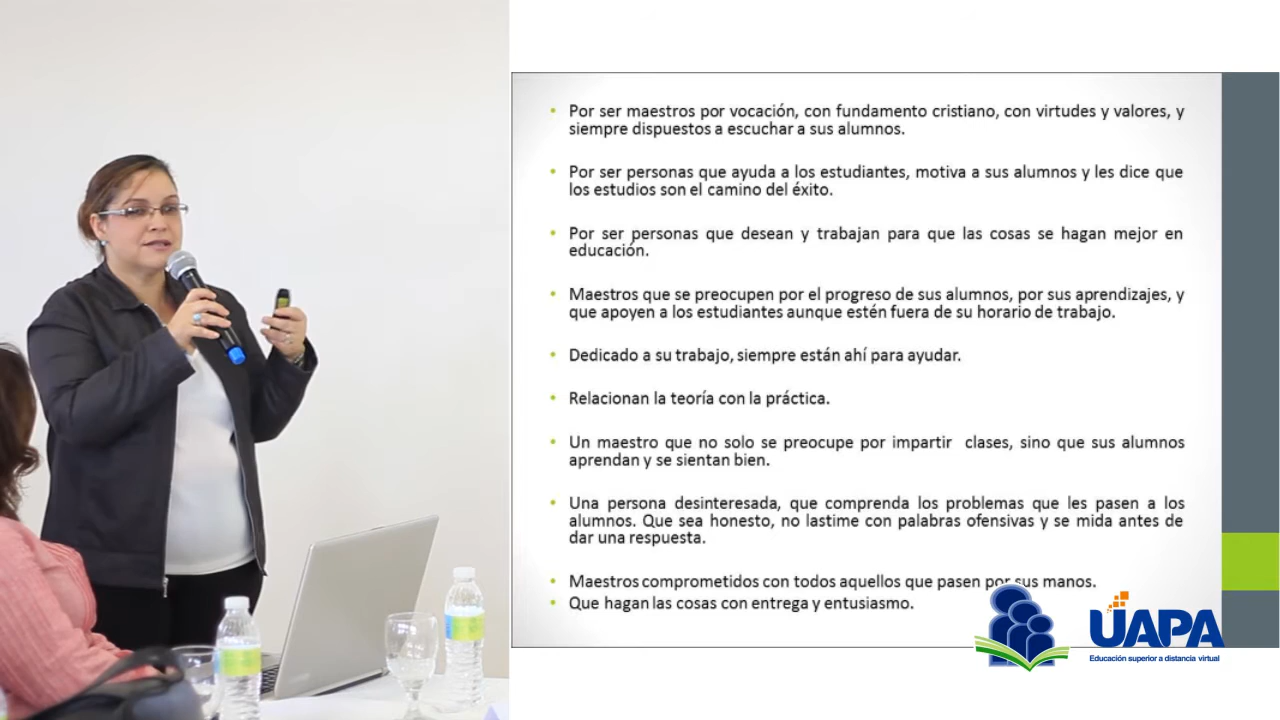 • Por ser maestros por vocación, con fundamento cristiano, con virtudes y valores, y
siempre dispuestos a escuchar a sus alumnos.
• Por ser personas que ayuda a los estudiantes, motiva a sus alumnos y les dice que
los estudios son el camino del éxito.
• Por ser personas que desean y trabajan para que las cosas se hagan mejor en
educación.
• Maestros que se preocupen por el progreso de sus alumnos, por sus aprendizajes, y
que apoyen a los estudiantes aunque estén fuera de su horario de trabajo.
• Dedicado a su trabajo, siempre están ahí para ayudar.
• Relacionan la teoría con la práctica.
• Un maestro que no solo se preocupe por impartir clases, sino que sus alumnos
aprendan y se sientan bien.
• Una persona desinteresada, que comprenda los problemas que les pasen a los
alumnos. Que sea honesto, no lastime con palabras ofensivas y se mida antes de
dar una respuesta.
• Maestros comprometidos con todos aquellos que pasen por sus manos.
• Que hagan las cosas con entrega y entusiasmo.
UAPA
Educación superior a distancia virtual